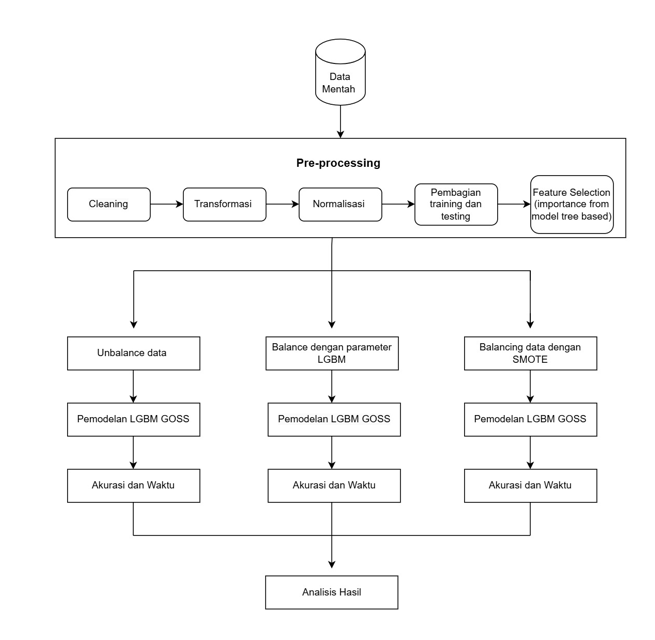 Data
Mentah
Pre-processing
Cleaning
Transformasi
Normalisasi
Pembagian
training dan
testing
Feature Selection
(importance from
model tree based)
Unbalance data
Balance dengan parameter
LGBM
Balancing data dengan
SMOTE
Pemodelan LGBM GOSS
Pemodelan LGBM GOSS
Pemodelan LGBM GOSS
Akurasi dan Waktu
Akurasi dan Waktu
Akurasi dan Waktu
Analisis Hasil